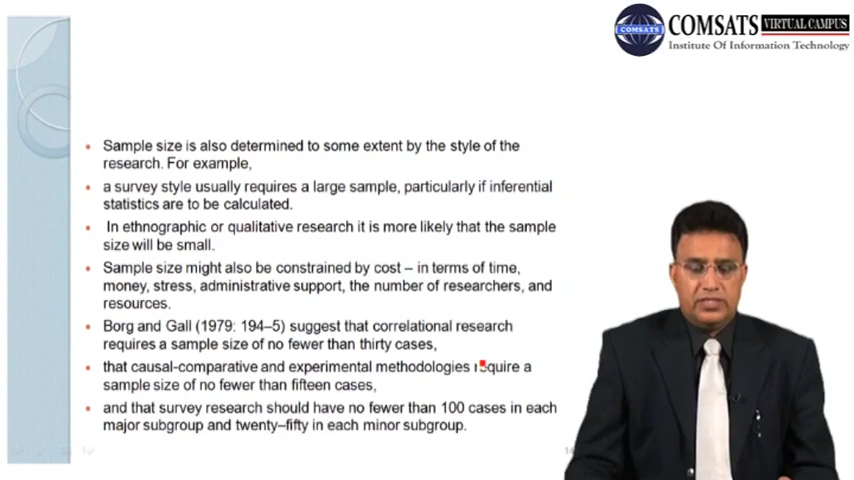 COMSATS
COMSATS VIRTUAL CAMPUS
Institute Of Information Technology
Sample size is also determined to some extent by the style of the
research. For example,
a survey style usually requires a large sample, particularly if inferential
statistics are to be calculated.
In ethnographic or qualitative research it is more likely that the sample
size will be small.
Sample size might also be constrained by cost – in terms of time,
money, stress, administrative support, the number of researchers, and
resources.
Borg and Gall (1979: 194–5) suggest that correlational research
requires a sample size of no fewer than thirty cases,
that causal-comparative and experimental methodologies require a
sample size of no fewer than fifteen cases,
and that survey research should have no fewer than 100 cases in each
major subgroup and twenty–fifty in each minor subgroup.